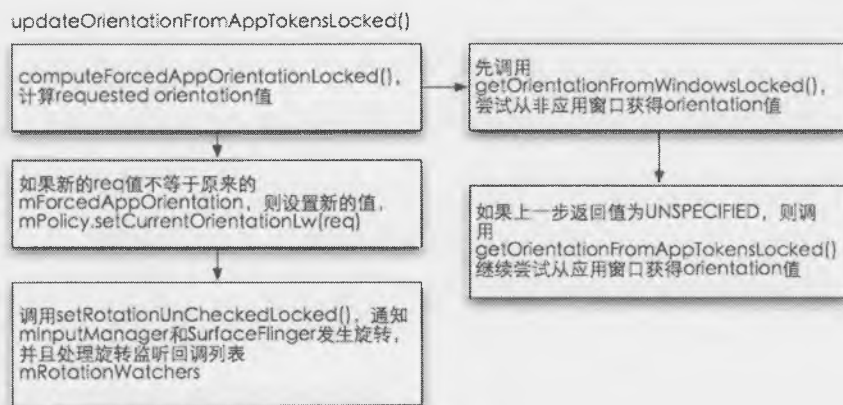 updateOrientationFromAppTokensLocked()
computeForcedAppOrientationLocked(),
计算requested orientation值
如果新的req值不等于原来的
mForcedAppOrientation，则设置新的值，
mPolicy.setCurrentOrientationLw(req)
调用setRotationUnCheckedLocked()，通知
mInputManager和SurfaceFlinger发生旋转，
并且处理旋转监听回调列表
mRotationWatchers
先调用
getOrientationFromWindowsLocked(),
尝试从非应用窗口获得orientation值
如果上一步返回值为UNSPECIFIED，则调
用
getOrientationFromAppTokensLocked()
继续尝试从应用窗口获得orientation值